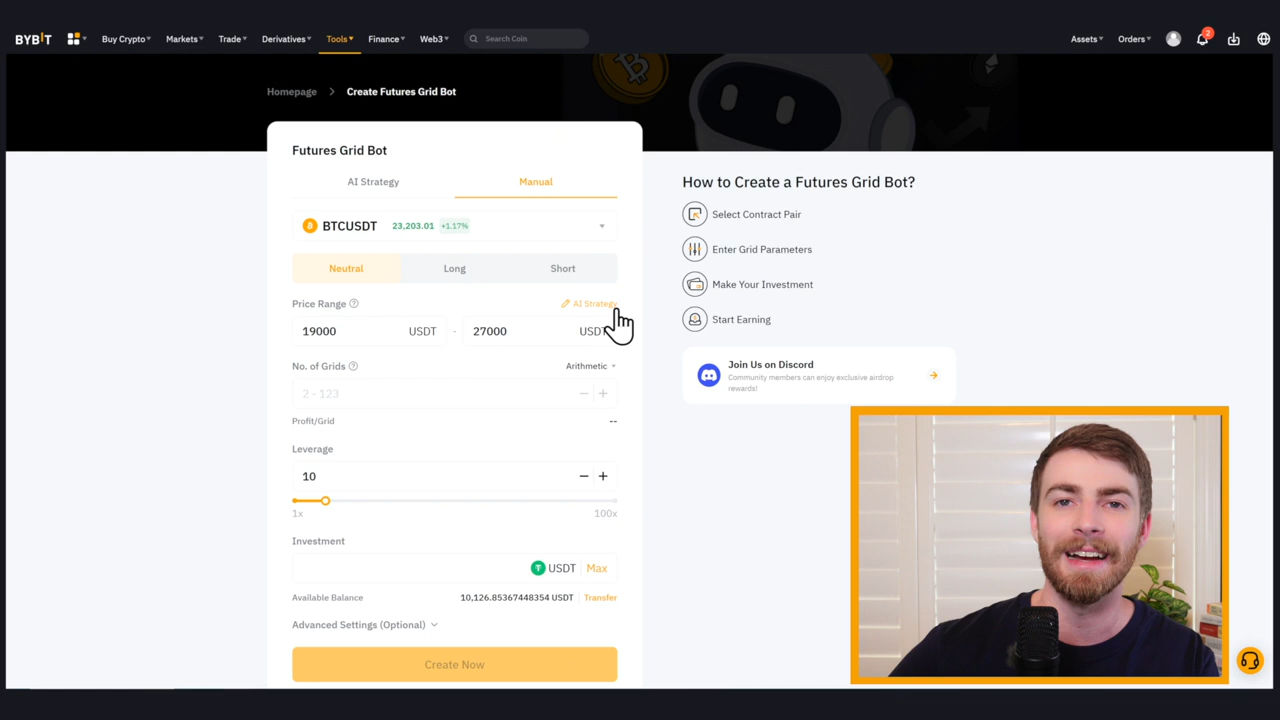 BYBIT
Buy Crypto
Markets
Trade
Derivatives
Tools
Finance
Web3
Search Coin
Assets
Orders
2
Homepage > Create Futures Grid Bot
Futures Grid Bot
AI Strategy
Manual
BTCUSDT 23,203.01 +1.17%
Neutral
Long
Short
Price Range
AI Strategy
19000 USDT - 27000 USDT
No. of Grids
Arithmetic
2 - 123
Profit/Grid --
Leverage
10
1x
100x
Investment
USDT Max
Available Balance 10,126.85367448354 USDT Transfer
Advanced Settings (Optional)
Create Now
How to Create a Futures Grid Bot?
Select Contract Pair
Enter Grid Parameters
Make Your Investment
Start Earning
Join Us on Discord
Community members can enjoy exclusive airdrop
rewards!